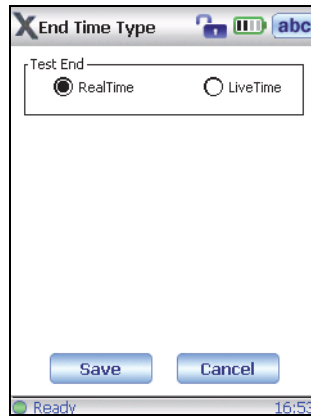 X End Time Type abc
Test End
RealTime LiveTime
Save Cancel
Ready 16:53